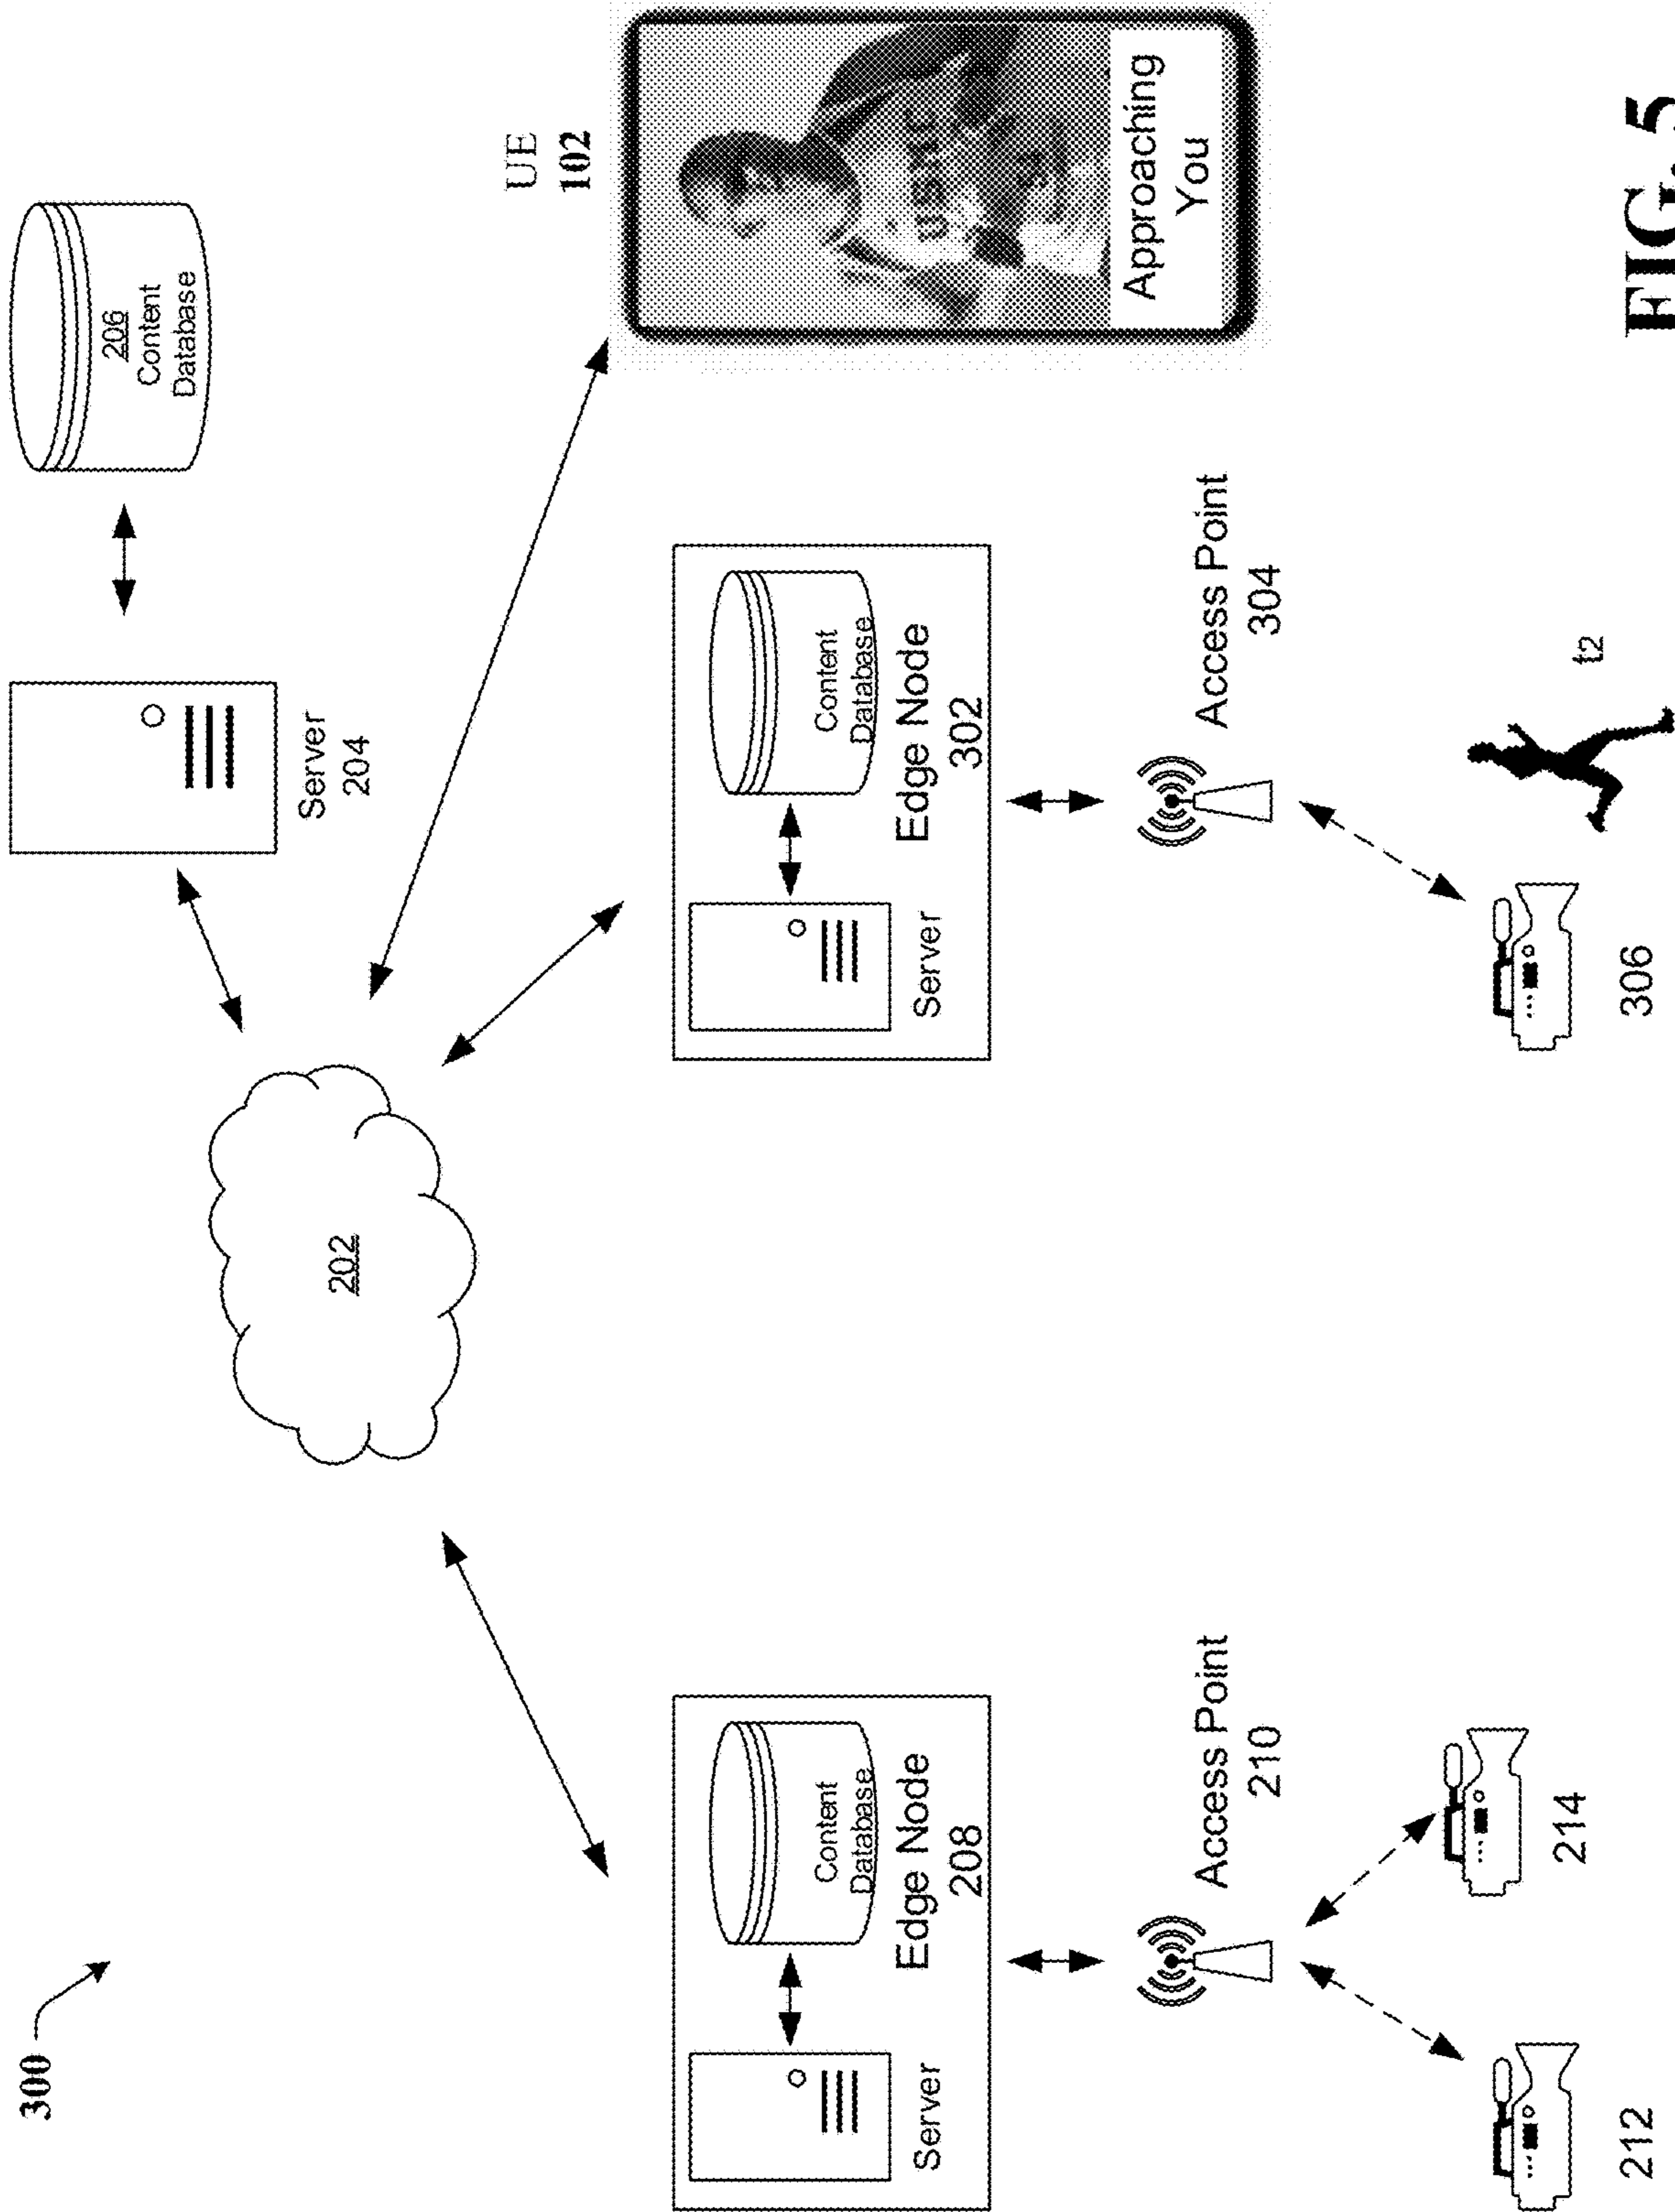 300
202
Server
204
206
Content
Database
UE
102
Approaching
You
Server
Content
Database
Edge Node
208
Server
Content
Database
Edge Node
302
Access Point
210
Access Point
304
212
214
306
t2
FIG. 5